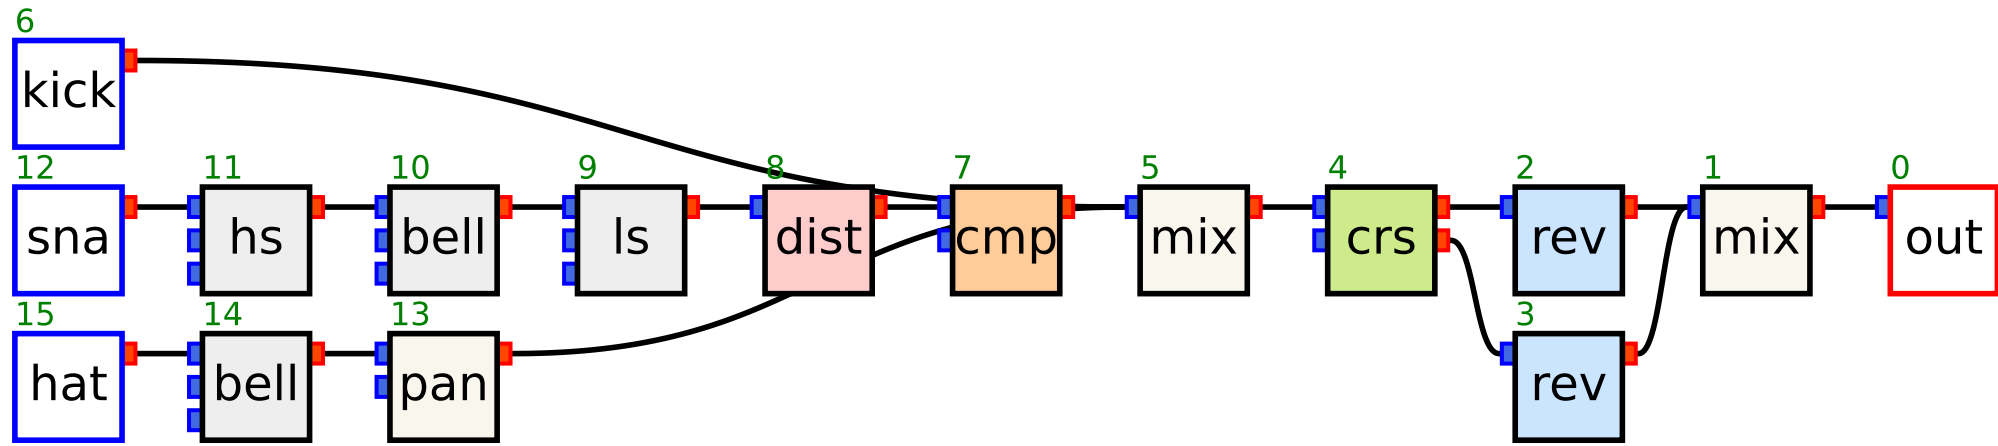 6
kick
12 11 10 9 8 7 5 4 2 1 0
sna hs bell ls dist cmp mix crs rev mix out
15 14 13 3
hat bell pan rev